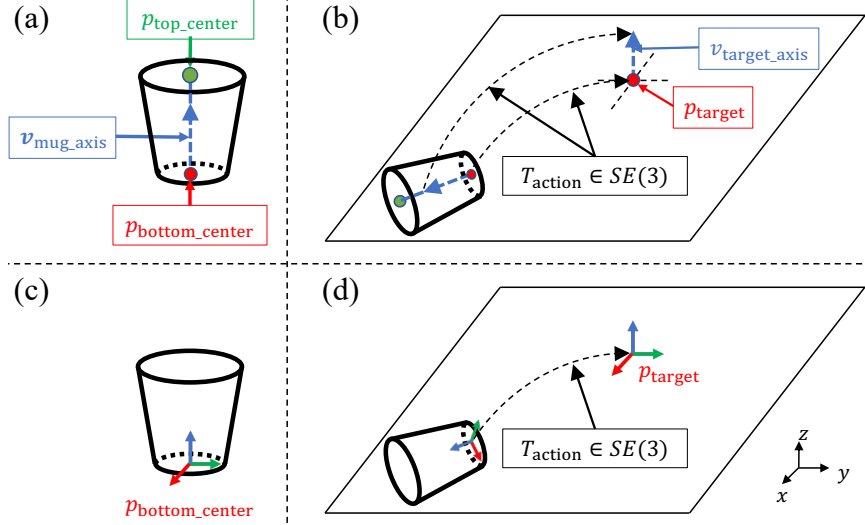 (a)
p_top_center
v_mug_axis
p_bottom_center
(b)
v_target_axis
p_target
T_action ∈ SE(3)
(c)
p_bottom_center
(d)
p_target
T_action ∈ SE(3)
z
y
x